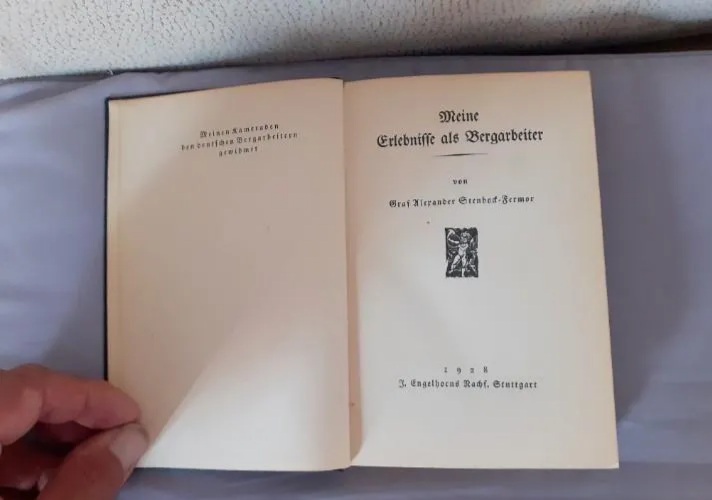 Meinen Kameraden
den deutschen Bergarbeitern
gewidmet
Meine
Erlebnisse als Bergarbeiter
von
Graf Alexander Stenbock-Fermor
1928
J. Engelhorns Nachf. Stuttgart